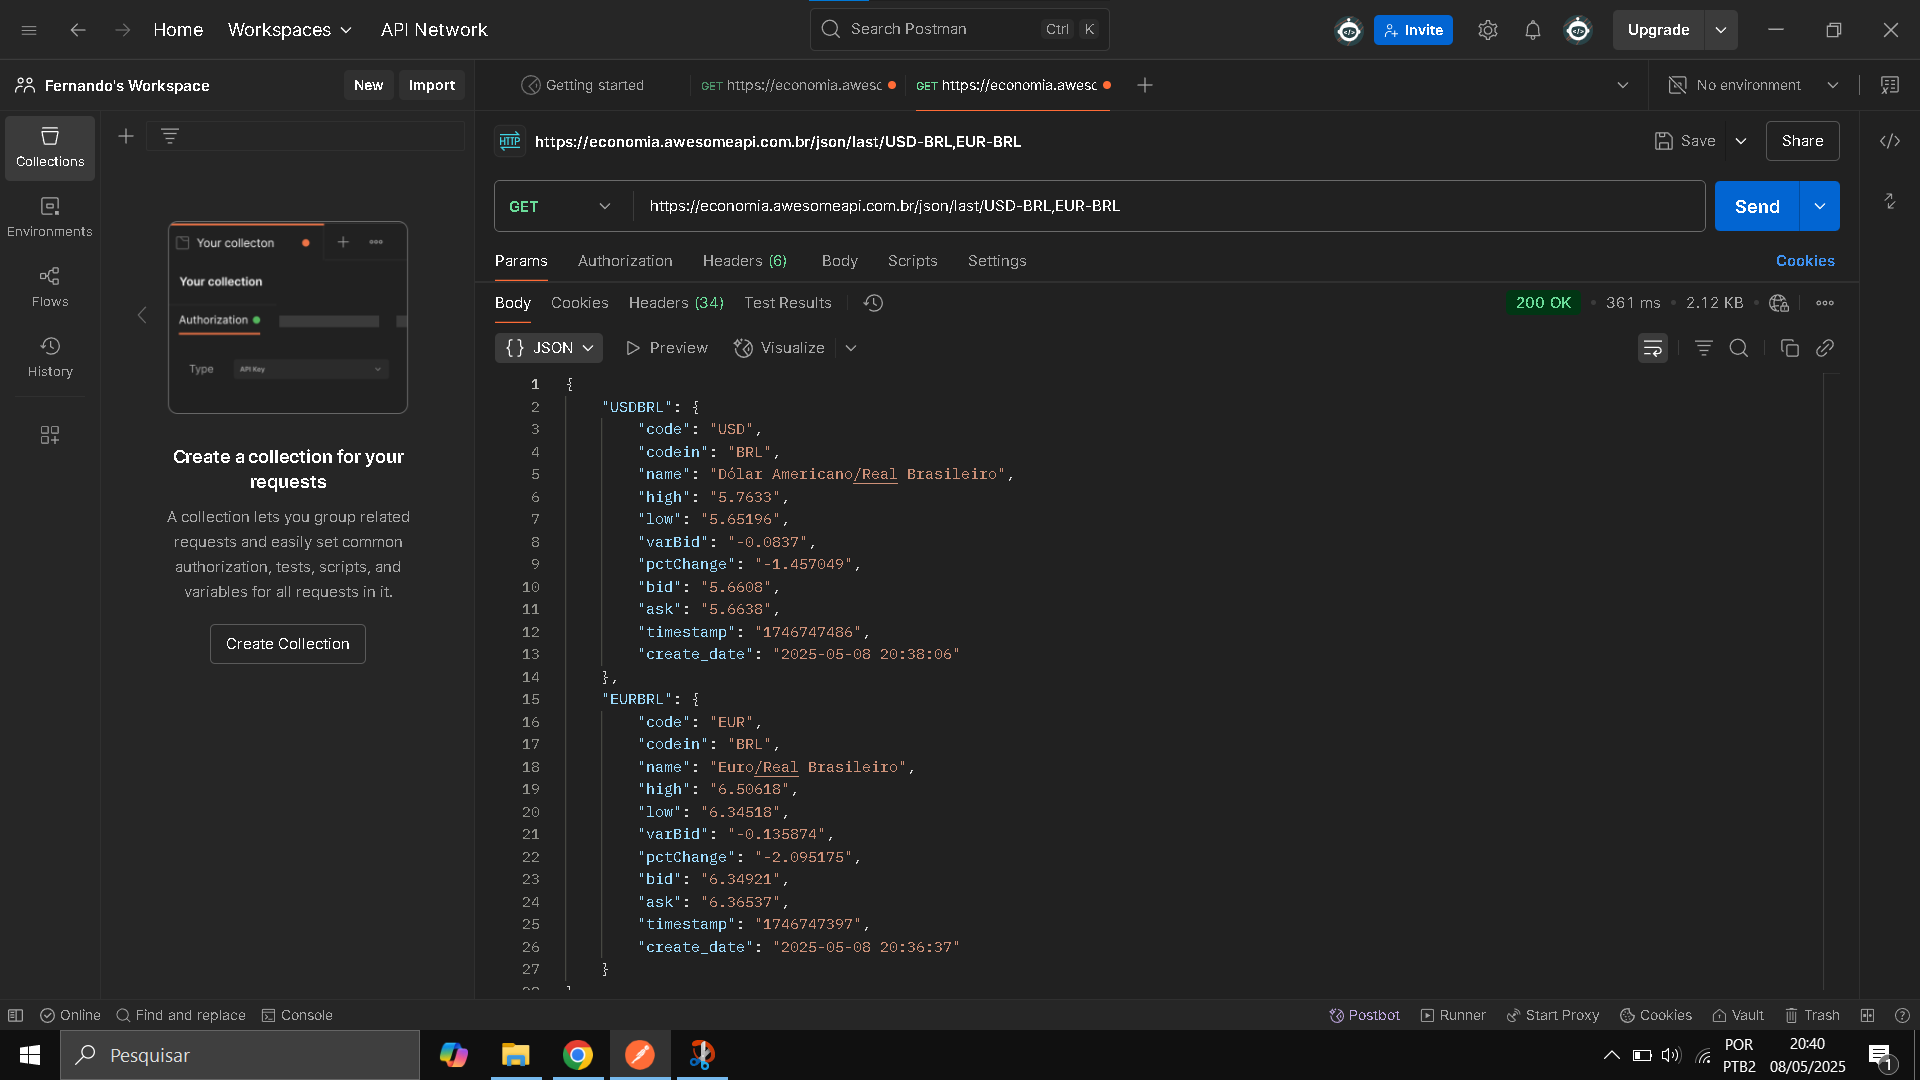 Home
Workspaces
API Network
Search Postman
Ctrl K
Invite
Upgrade
Fernando's Workspace
New
Import
Getting started
GET https://economia.awesc
GET https://economia.awesc
No environment
Collections
Environments
Flows
History
Your collecton
Your collection
Authorization
Type
API Key
Create a collection for your
requests
A collection lets you group related
requests and easily set common
authorization, tests, scripts, and
variables for all requests in it.
Create Collection
HTTP
https://economia.awesomeapi.com.br/json/last/USD-BRL,EUR-BRL
Save
Share
GET
https://economia.awesomeapi.com.br/json/last/USD-BRL,EUR-BRL
Send
Params
Authorization
Headers (6)
Body
Scripts
Settings
Cookies
Body
Cookies
Headers (34)
Test Results
200 OK
361 ms
2.12 KB
{} JSON
Preview
Visualize
1 {
2 "USDBRL": {
3 "code": "USD",
4 "codein": "BRL",
5 "name": "Dólar Americano/Real Brasileiro",
6 "high": "5.7633",
7 "low": "5.65196",
8 "varBid": "-0.0837",
9 "pctChange": "-1.457049",
10 "bid": "5.6608",
11 "ask": "5.6638",
12 "timestamp": "1746747486",
13 "create_date": "2025-05-08 20:38:06"
14 },
15 "EURBRL": {
16 "code": "EUR",
17 "codein": "BRL",
18 "name": "Euro/Real Brasileiro",
19 "high": "6.50618",
20 "low": "6.34518",
21 "varBid": "-0.135874",
22 "pctChange": "-2.095175",
23 "bid": "6.34921",
24 "ask": "6.36537",
25 "timestamp": "1746747397",
26 "create_date": "2025-05-08 20:36:37"
27 }
Online
Find and replace
Console
Postbot
Runner
Start Proxy
Cookies
Vault
Trash
Pesquisar
POR
PTB2
20:40
08/05/2025
1